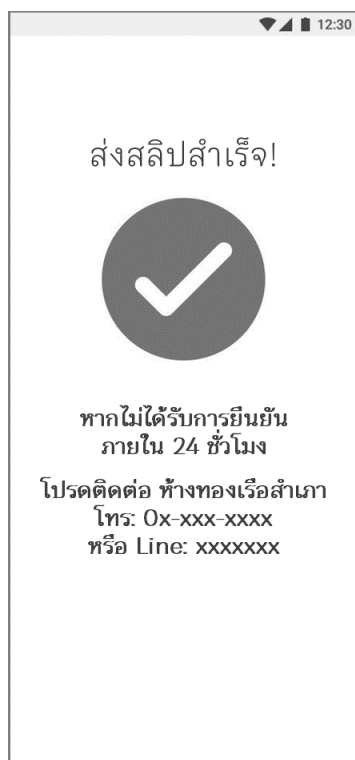 12:30
ส่งสลิปสำเร็จ!
หากไม่ได้รับการยืนยัน
ภายใน 24 ชั่วโมง
โปรดติดต่อ ห้างทองเรือสำเภา
โทร: 0x-xxx-xxxx
หรือ Line: xxxxxxx